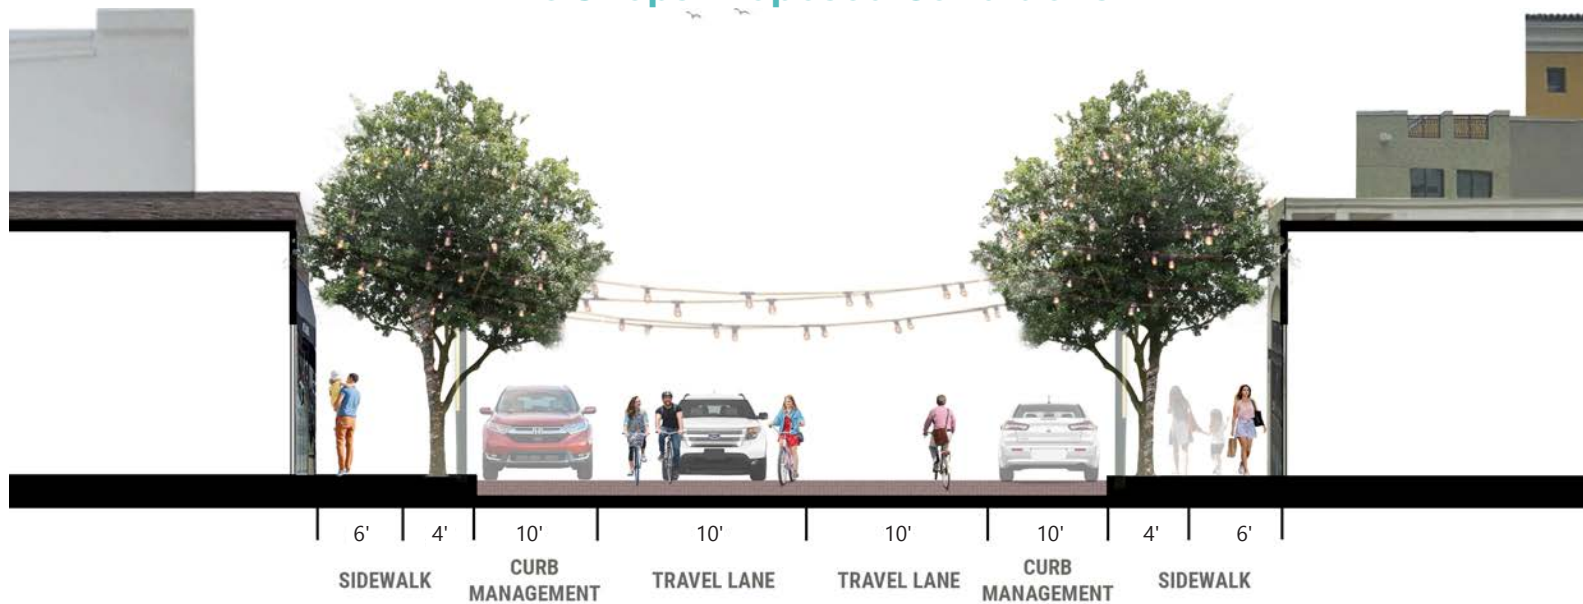 6' 4' 10' 10' 10' 10' 4' 6'
SIDEWALK CURB MANAGEMENT TRAVEL LANE TRAVEL LANE CURB MANAGEMENT SIDEWALK